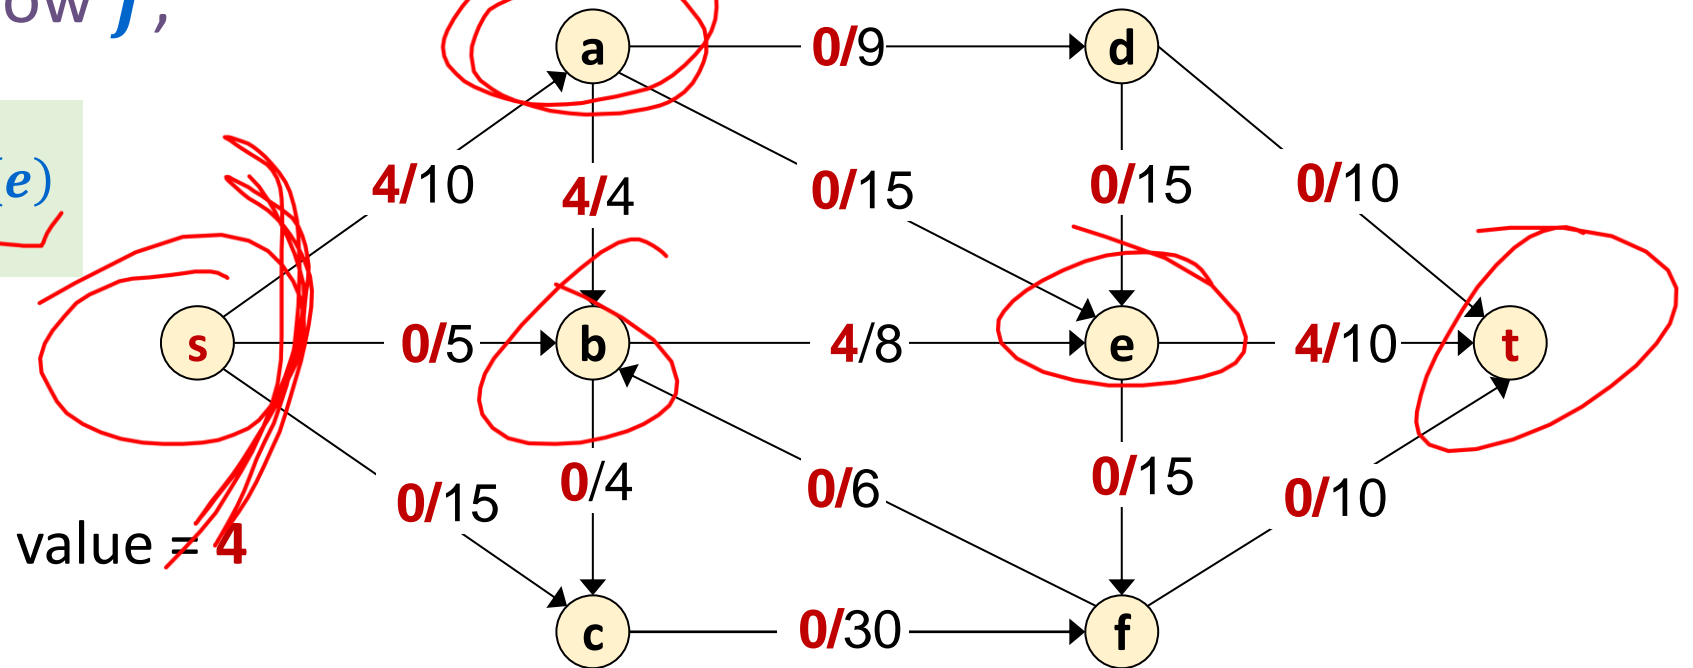 ow f ,
a 0/9 d
(e)
4/10 4/4 0/15 0/15 0/10
s 0/5 b 4/8 e 4/10 t
0/15 0/4 0/6 0/15 0/10
value = 4
c 0/30 f